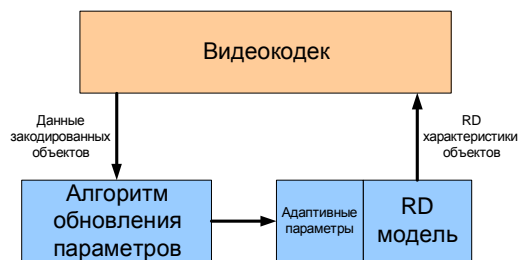 Видеокодек
Данные
закодированных
объектов
RD
характеристики
объектов
Алгоритм
обновления
параметров
Адаптивные
параметры
RD
модель